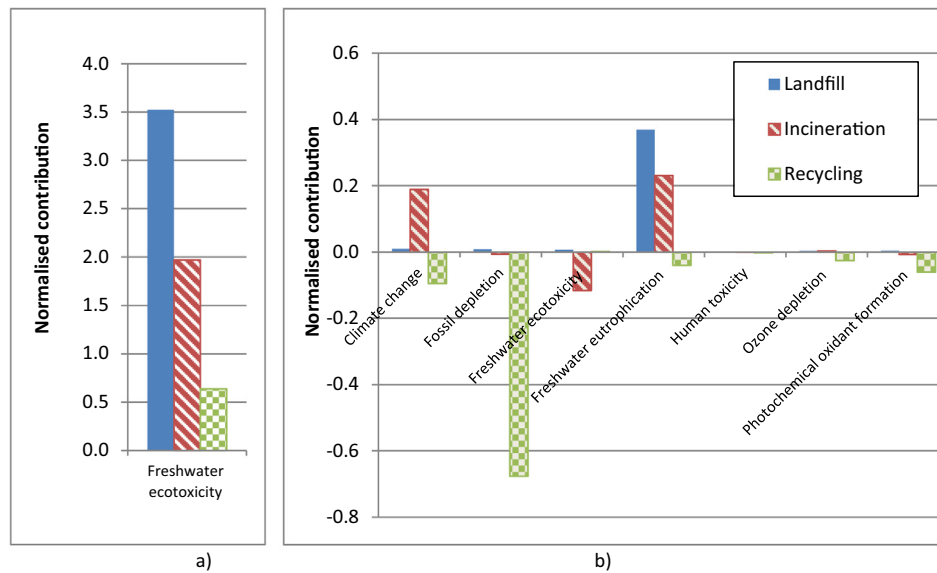 4.0
3.5
3.0
2.5
2.0
1.5
1.0
0.5
0.0
Normalised contribution
Freshwater
ecotoxicity
a)
0.6
0.4
0.2
0.0
-0.2
-0.4
-0.6
-0.8
Normalised contribution
Landfill
Incineration
Recycling
Climate change
Fossil depletion
Freshwater ecotoxicity
Freshwater eutrophication
Human toxicity
Ozone depletion
Photochemical oxidant formation
b)